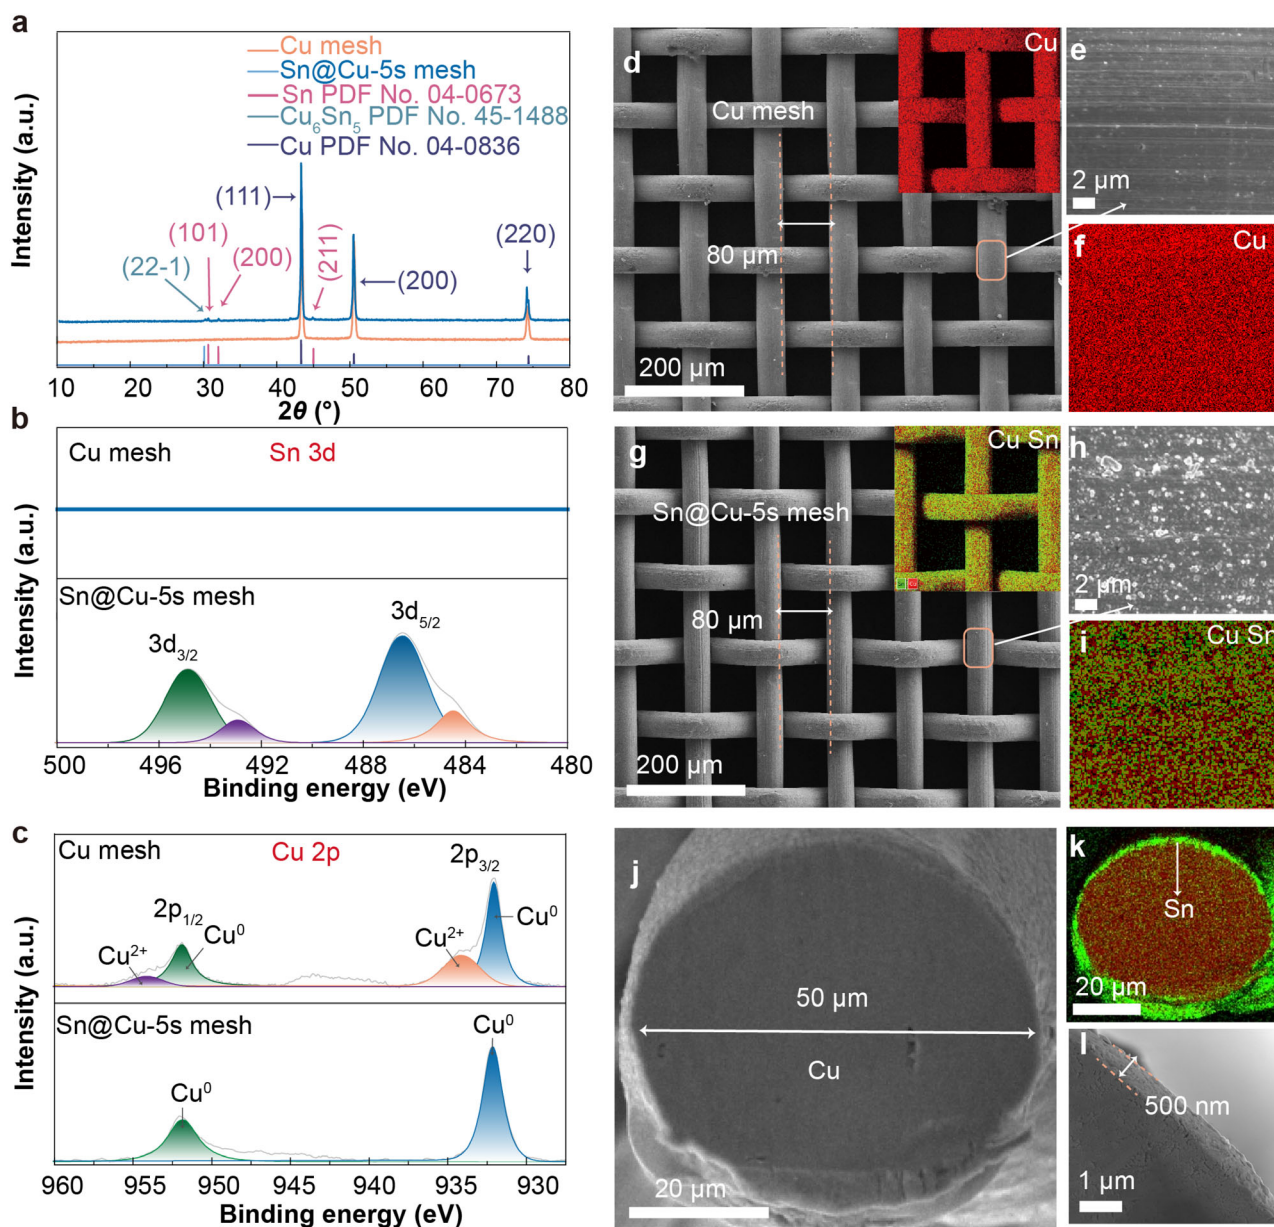 a
Intensity (a.u.)
Cu mesh
Sn@Cu-5s mesh
Sn PDF No. 04-0673
Cu6Sn5 PDF No. 45-1488
Cu PDF No. 04-0836
(111)
(101)
(200)
(22-1)
(211)
(200)
(220)
10 20 30 40 50 60 70 80
2θ (°)
b
Intensity (a.u.)
Cu mesh
Sn 3d
Sn@Cu-5s mesh
3d3/2
3d5/2
500 496 492 488 484 480
Binding energy (eV)
c
Intensity (a.u.)
Cu mesh
Cu 2p
2p3/2
2p1/2
Cu2+
Cu0
Cu2+
Cu0
Sn@Cu-5s mesh
Cu0
Cu0
960 955 950 945 940 935 930
Binding energy (eV)
d
Cu
Cu mesh
80 µm
200 µm
e
2 µm
f
Cu
g
Cu Sn
Sn@Cu-5s mesh
80 µm
200 µm
h
2 µm
i
Cu Sn
j
50 µm
Cu
20 µm
k
Sn
20 µm
l
500 nm
1 µm